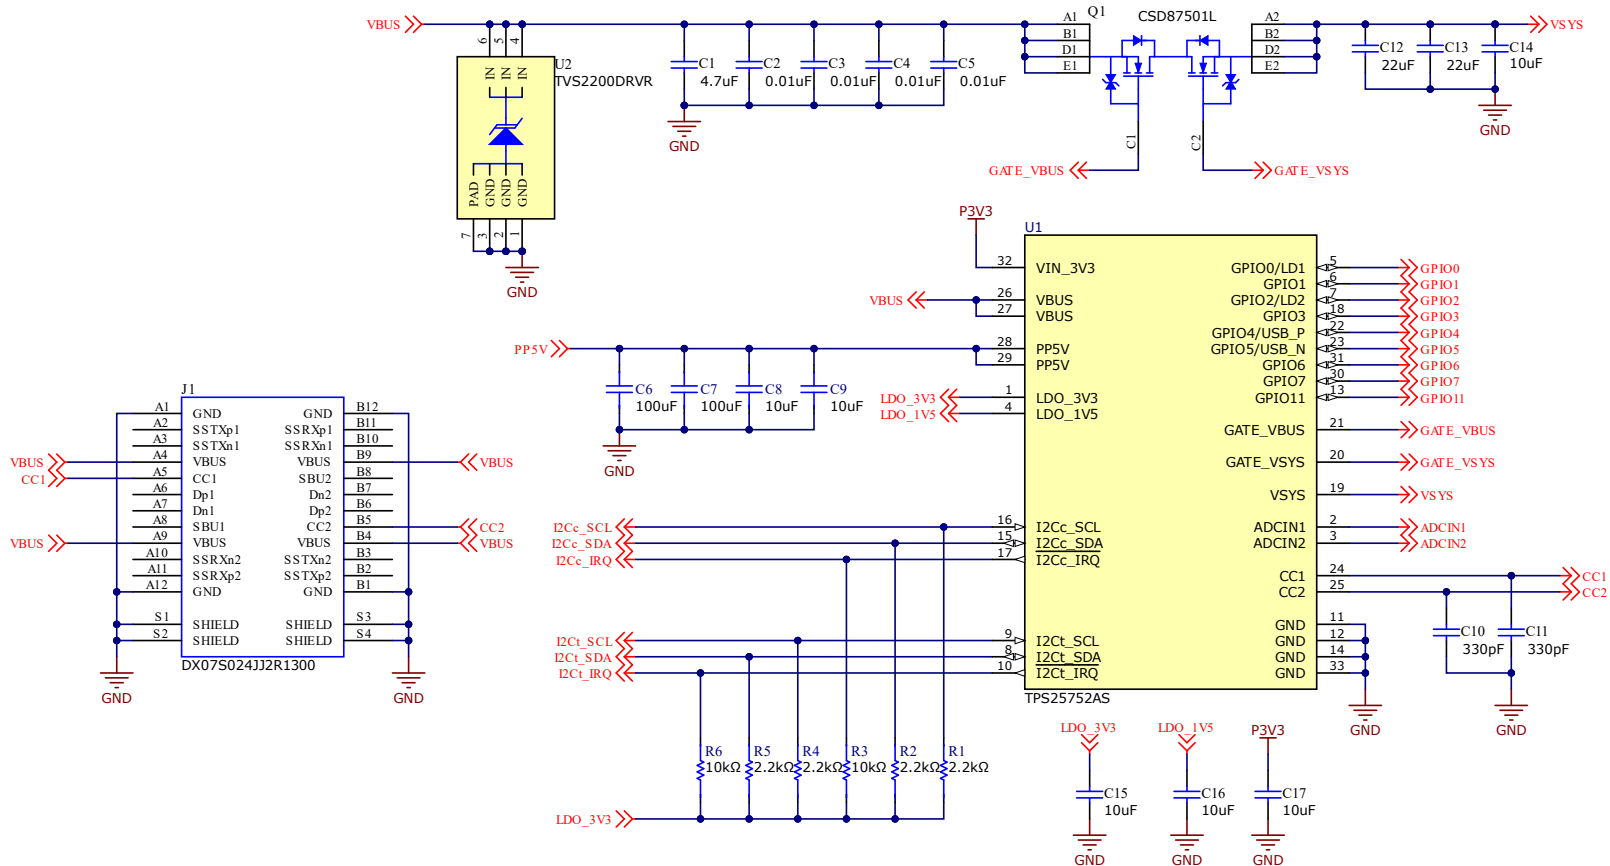 VBUS
6
5
4
IN
IN
IN
U2
TVS2200DRVR
PAD
GND
GND
GND
7
3
2
1
GND
C1
4.7uF
C2
0.01uF
C3
0.01uF
C4
0.01uF
C5
0.01uF
GND
A1
B1
D1
E1
Q1
CSD87501L
A2
B2
D2
E2
C1
C2
GATE_VBUS
GATE_VSYS
C12
22uF
C13
22uF
C14
10uF
VSYS
GND
P3V3
U1
32
VIN_3V3
VBUS
26
VBUS
27
VBUS
PP5V
28
PP5V
29
PP5V
C6
100uF
C7
100uF
C8
10uF
C9
10uF
GND
LDO_3V3
1
LDO_3V3
LDO_1V5
4
LDO_1V5
I2Cc_SCL
16
I2Cc_SCL
I2Cc_SDA
15
I2Cc_SDA
I2Cc_IRQ
17
I2Cc_IRQ
I2Ct_SCL
9
I2Ct_SCL
I2Ct_SDA
8
I2Ct_SDA
I2Ct_IRQ
10
I2Ct_IRQ
TPS25752AS
GPIO0/LD1
5
GPIO0
GPIO1
6
GPIO1
GPIO2/LD2
7
GPIO2
GPIO3
18
GPIO3
GPIO4/USB_P
22
GPIO4
GPIO5/USB_N
23
GPIO5
GPIO6
31
GPIO6
GPIO7
30
GPIO7
GPIO11
13
GPIO11
GATE_VBUS
21
GATE_VBUS
GATE_VSYS
20
GATE_VSYS
VSYS
19
VSYS
ADCIN1
2
ADCIN1
ADCIN2
3
ADCIN2
CC1
24
CC1
CC2
25
CC2
GND
11
GND
12
GND
14
GND
33
C10
330pF
C11
330pF
GND
GND
J1
A1
GND
GND
B12
A2
SSTXp1
SSRXp1
B11
A3
SSTXn1
SSRXn1
B10
VBUS
A4
VBUS
VBUS
B9
VBUS
CC1
A5
CC1
SBU2
B8
A6
Dp1
Dn2
B7
A7
Dn1
Dp2
B6
A8
SBU1
CC2
B5
CC2
VBUS
A9
VBUS
VBUS
B4
VBUS
A10
SSRXn2
SSTXn2
B3
A11
SSRXp2
SSTXp2
B2
A12
GND
GND
B1
S1
SHIELD
SHIELD
S3
S2
SHIELD
SHIELD
S4
DX07S024JJ2R1300
GND
GND
R6
10kΩ
R5
2.2kΩ
R4
2.2kΩ
R3
10kΩ
R2
2.2kΩ
R1
2.2kΩ
LDO_3V3
LDO_3V3
C15
10uF
GND
LDO_1V5
C16
10uF
GND
P3V3
C17
10uF
GND